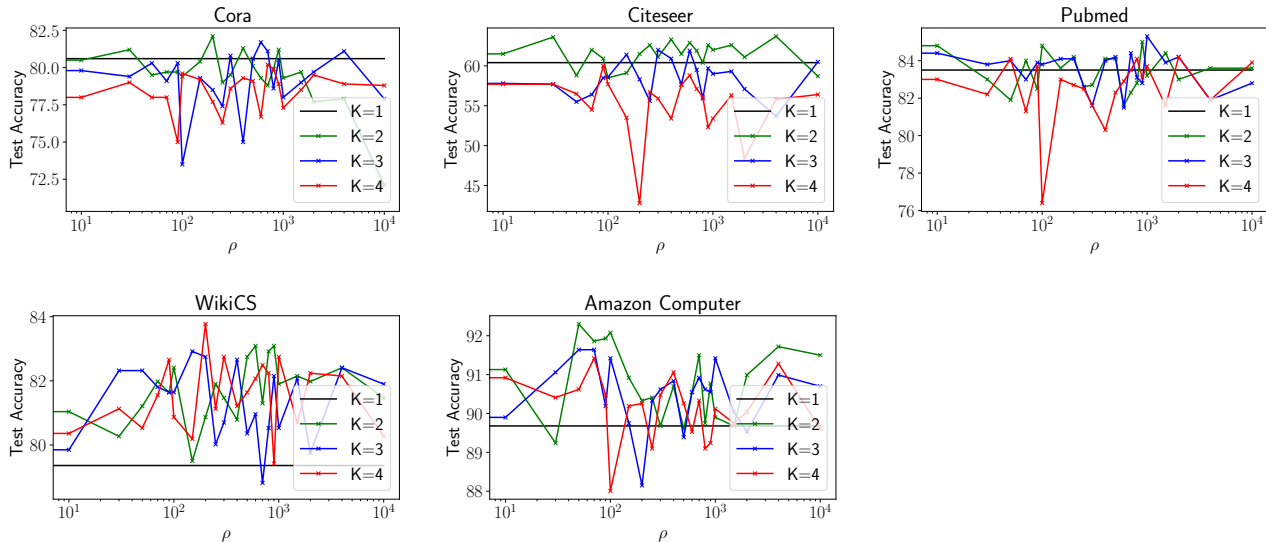 Cora
Test Accuracy
82.5
80.0
77.5
75.0
72.5
K=1
K=2
K=3
K=4
10^1
10^2
10^3
10^4
ρ
Citeseer
Test Accuracy
60
55
50
45
K=1
K=2
K=3
K=4
10^1
10^2
10^3
10^4
ρ
Pubmed
Test Accuracy
84
82
80
78
76
K=1
K=2
K=3
K=4
10^1
10^2
10^3
10^4
ρ
WikiCS
Test Accuracy
84
82
80
K=1
K=2
K=3
K=4
10^1
10^2
10^3
10^4
ρ
Amazon Computer
Test Accuracy
92
91
90
89
88
K=1
K=2
K=3
K=4
10^1
10^2
10^3
10^4
ρ